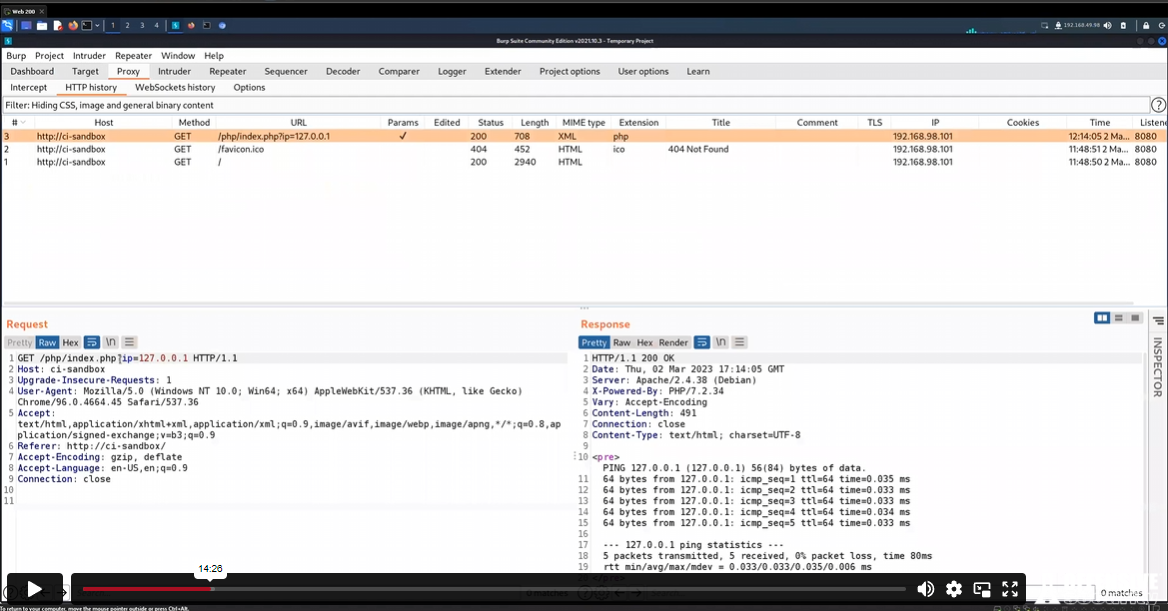 Web 200
1 2 3 4 192.168.49.98
Burp Suite Community Edition v2021.10.3 - Temporary Project
Burp Project Intruder Repeater Window Help
Dashboard Target Proxy Intruder Repeater Sequencer Decoder Comparer Logger Extender Project options User options Learn
Intercept HTTP history WebSockets history Options
Filter: Hiding CSS, image and general binary content
# Host Method URL Params Edited Status Length MIME type Extension Title Comment TLS IP Cookies Time Listene
3 http://ci-sandbox GET /php/index.php?ip=127.0.0.1 ✓ 200 708 XML php 192.168.98.101 12:14:05 2 Ma... 8080
2 http://ci-sandbox GET /favicon.ico 404 452 HTML ico 404 Not Found 192.168.98.101 11:48:51 2 Ma... 8080
1 http://ci-sandbox GET / 200 2940 HTML 192.168.98.101 11:48:50 2 Ma... 8080
Request
Pretty Raw Hex \n
1 GET /php/index.php?ip=127.0.0.1 HTTP/1.1
2 Host: ci-sandbox
3 Upgrade-Insecure-Requests: 1
4 User-Agent: Mozilla/5.0 (Windows NT 10.0; Win64; x64) AppleWebKit/537.36 (KHTML, like Gecko)
Chrome/96.0.4664.45 Safari/537.36
5 Accept:
text/html,application/xhtml+xml,application/xml;q=0.9,image/avif,image/webp,image/apng,*/*;q=0.8,ap
plication/signed-exchange;v=b3;q=0.9
6 Referer: http://ci-sandbox/
7 Accept-Encoding: gzip, deflate
8 Accept-Language: en-US,en;q=0.9
9 Connection: close
10
11
Response
Pretty Raw Hex Render \n
1 HTTP/1.1 200 OK
2 Date: Thu, 02 Mar 2023 17:14:05 GMT
3 Server: Apache/2.4.38 (Debian)
4 X-Powered-By: PHP/7.2.34
5 Vary: Accept-Encoding
6 Content-Length: 491
7 Connection: close
8 Content-Type: text/html; charset=UTF-8
9
10 <pre>
PING 127.0.0.1 (127.0.0.1) 56(84) bytes of data.
11 64 bytes from 127.0.0.1: icmp_seq=1 ttl=64 time=0.035 ms
12 64 bytes from 127.0.0.1: icmp_seq=2 ttl=64 time=0.033 ms
13 64 bytes from 127.0.0.1: icmp_seq=3 ttl=64 time=0.033 ms
14 64 bytes from 127.0.0.1: icmp_seq=4 ttl=64 time=0.034 ms
15 64 bytes from 127.0.0.1: icmp_seq=5 ttl=64 time=0.033 ms
16
17 --- 127.0.0.1 ping statistics ---
18 5 packets transmitted, 5 received, 0% packet loss, time 80ms
19 rtt min/avg/max/mdev = 0.033/0.033/0.035/0.006 ms
</pre>
INSPECTOR
14:26
0 matches
0 matches
To return to your computer, move the mouse pointer outside or press Ctrl+Alt.